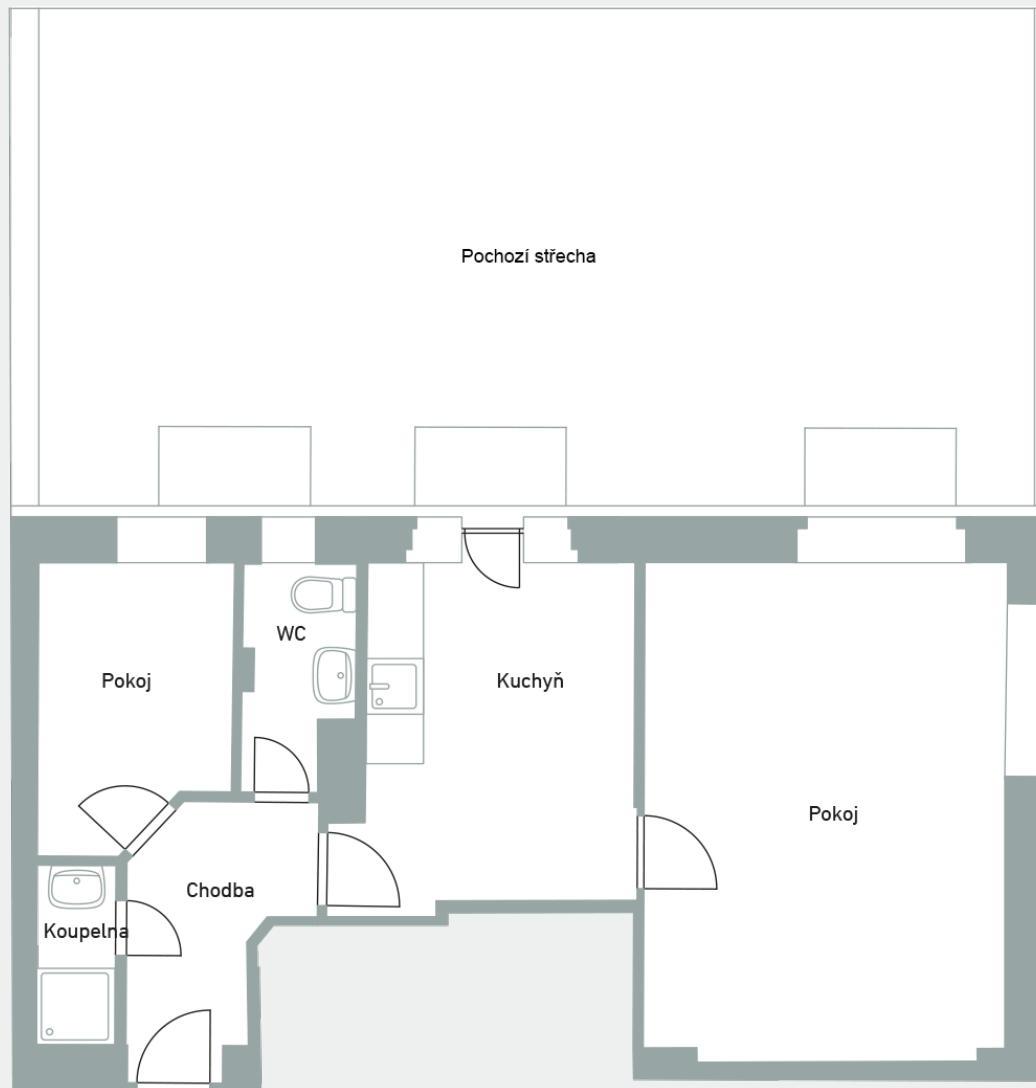 Pochozí střecha
WC
Pokoj
Kuchyň
Pokoj
Chodba
Koupelna